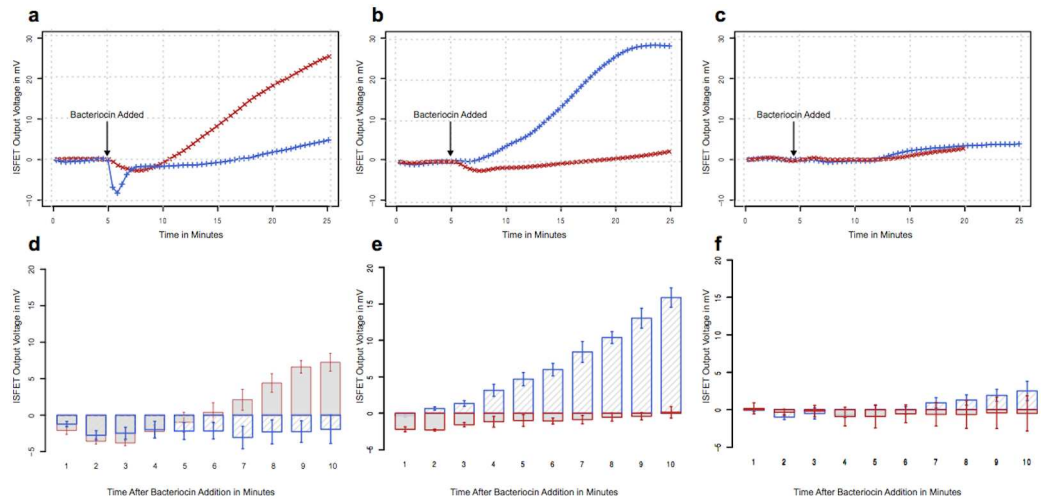 a
b
c
ISFET Output Voltage in mV
30
20
10
0
−10
Bacteriocin Added
0 5 10 15 20 25
Time in Minutes
ISFET Output Voltage in mV
30
20
10
0
−10
Bacteriocin Added
0 5 10 15 20 25
Time in Minutes
ISFET Output Voltage in mV
30
20
10
0
−10
Bacteriocin Added
0 5 10 15 20 25
Time in Minutes
d
e
f
ISFET Output Voltage in mV
20
15
10
5
0
−5
1 2 3 4 5 6 7 8 9 10
Time After Bacteriocin Addition in Minutes
ISFET Output Voltage in mV
20
15
10
5
0
−5
1 2 3 4 5 6 7 8 9 10
Time After Bacteriocin Addition in Minutes
ISFET Output Voltage in mV
20
15
10
5
0
−5
1 2 3 4 5 6 7 8 9 10
Time After Bacteriocin Addition in Minutes